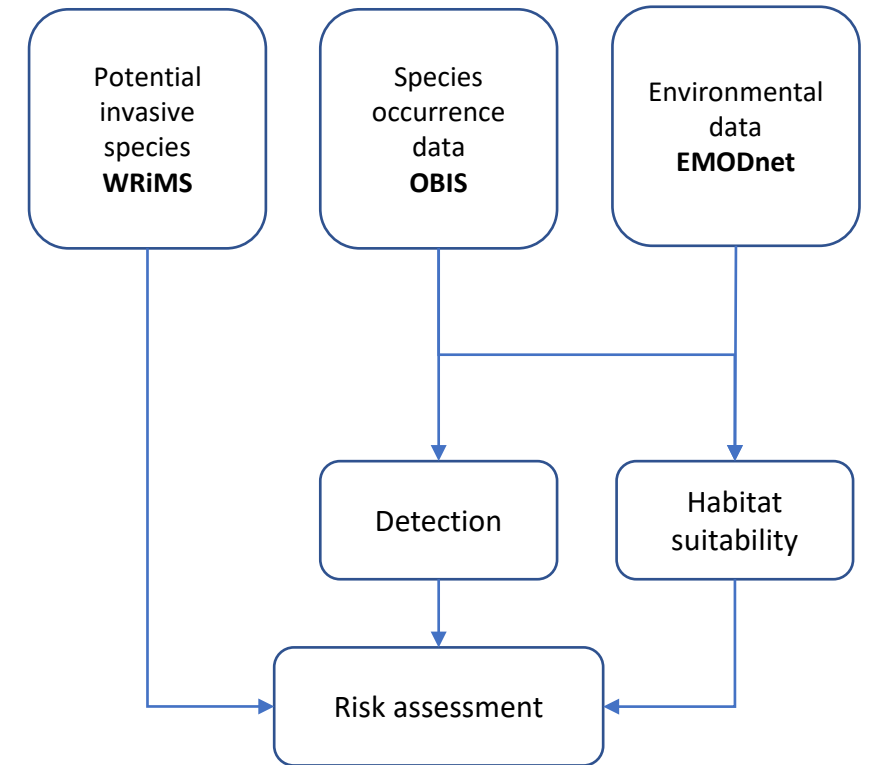 Potential
invasive
species
WRiMS
Species
occurrence
data
OBIS
Environmental
data
EMODnet
Detection
Habitat
suitability
Risk assessment